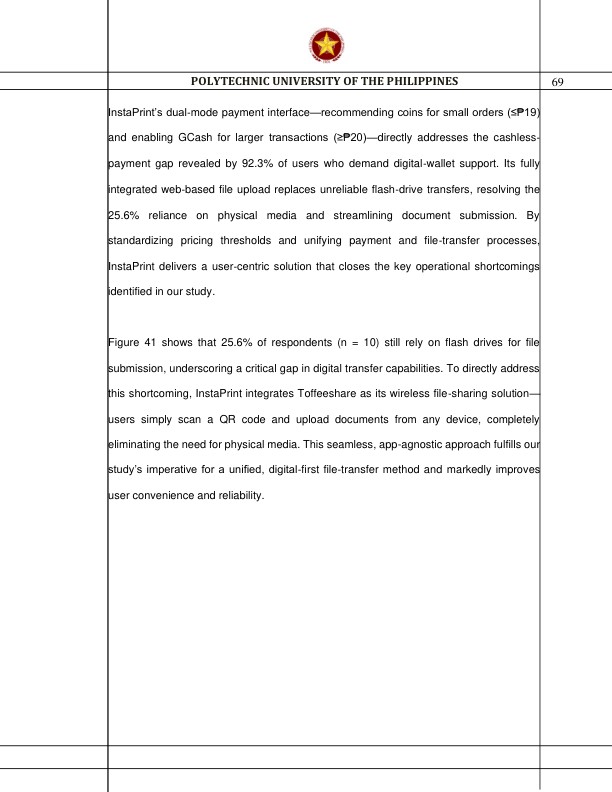 POLYTECHNIC UNIVERSITY OF THE PHILIPPINES
69
InstaPrint’s dual-mode payment interface—recommending coins for small orders (≤₱19)
and enabling GCash for larger transactions (≥₱20)—directly addresses the cashless-
payment gap revealed by 92.3% of users who demand digital-wallet support. Its fully
integrated web-based file upload replaces unreliable flash-drive transfers, resolving the
25.6% reliance on physical media and streamlining document submission. By
standardizing pricing thresholds and unifying payment and file-transfer processes,
InstaPrint delivers a user-centric solution that closes the key operational shortcomings
identified in our study.
Figure 41 shows that 25.6% of respondents (n = 10) still rely on flash drives for file
submission, underscoring a critical gap in digital transfer capabilities. To directly address
this shortcoming, InstaPrint integrates Toffeeshare as its wireless file-sharing solution—
users simply scan a QR code and upload documents from any device, completely
eliminating the need for physical media. This seamless, app-agnostic approach fulfills our
study’s imperative for a unified, digital-first file-transfer method and markedly improves
user convenience and reliability.